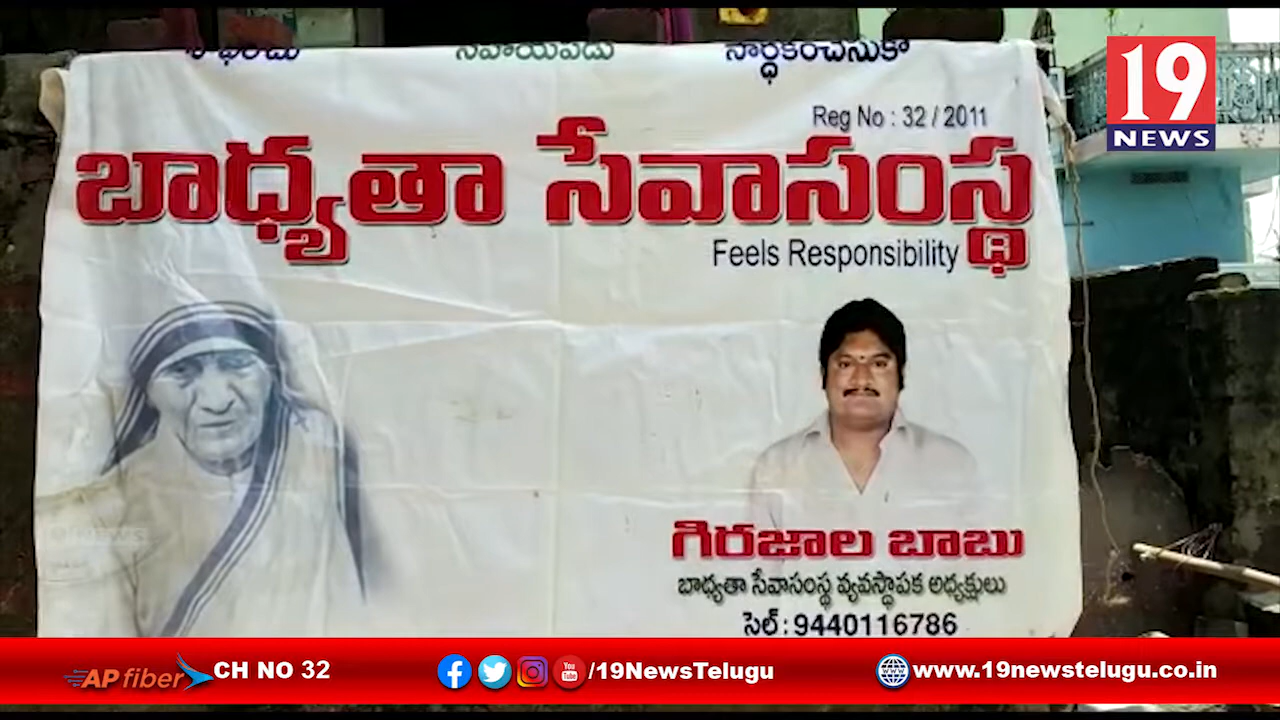 సహాయపడు సార్థకంచేసుకో
19
NEWS
Reg No : 32 / 2011
బాధ్యతా సేవాసంస్థ
Feels Responsibility
గిరజాల బాబు
బాధ్యతా సేవాసంస్థ వ్యవస్థాపక అధ్యక్షులు
సెల్ : 9440116786
AP fiber CH NO 32 /19NewsTelugu www.19newstelugu.co.in